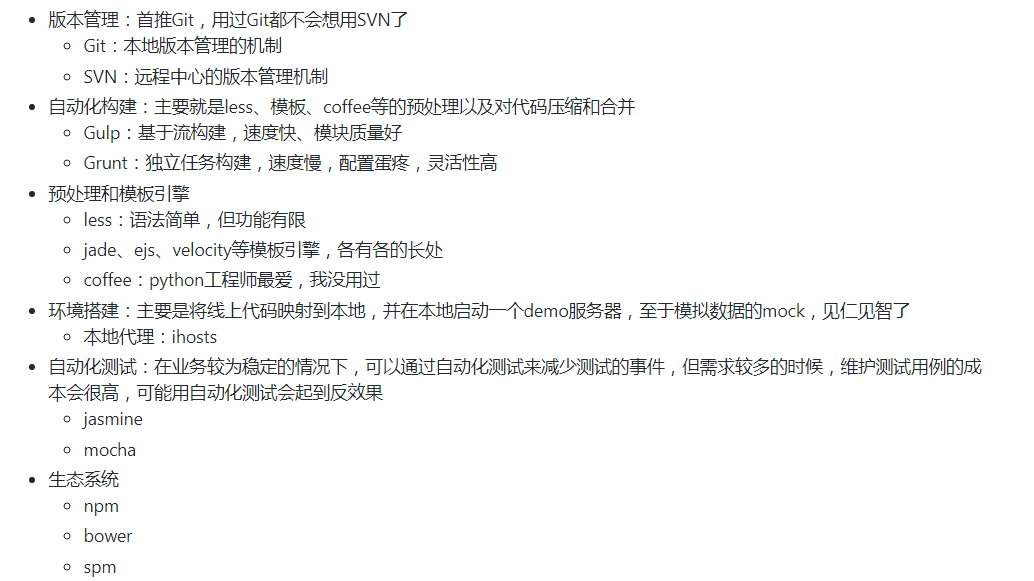 版本管理：首推Git，用过Git都不会想用SVN了
Git：本地版本管理的机制
SVN：远程中心的版本管理机制
自动化构建：主要就是less、模板、coffee等的预处理以及对代码压缩和合并
Gulp：基于流构建，速度快、模块质量好
Grunt：独立任务构建，速度慢，配置蛋疼，灵活性高
预处理和模板引擎
less：语法简单，但功能有限
jade、ejs、velocity等模板引擎，各有各的长处
coffee：python工程师最爱，我没用过
环境搭建：主要是将线上代码映射到本地，并在本地启动一个demo服务器，至于模拟数据的mock，见仁见智了
本地代理：ihosts
自动化测试：在业务较为稳定的情况下，可以通过自动化测试来减少测试的事件，但需求较多的时候，维护测试用例的成
本会很高，可能用自动化测试会起到反效果
jasmine
mocha
生态系统
npm
bower
spm